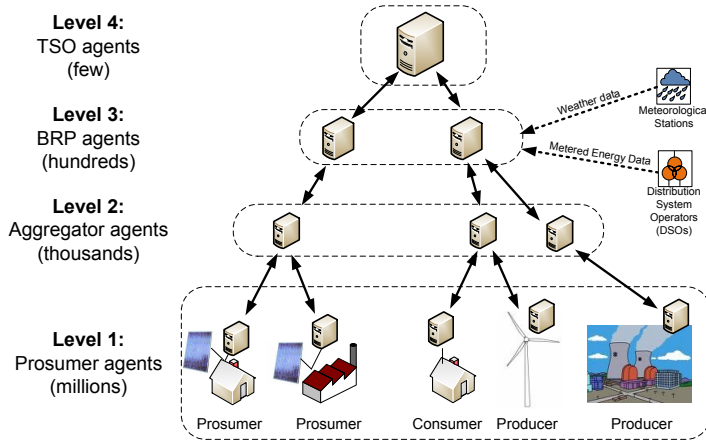 Level 4:
TSO agents
(few)
Level 3:
BRP agents
(hundreds)
Weather data
Meteorological
Stations
Metered Energy Data
Distribution
System
Operators
(DSOs)
Level 2:
Aggregator agents
(thousands)
Level 1:
Prosumer agents
(millions)
Prosumer
Prosumer
Consumer
Producer
Producer